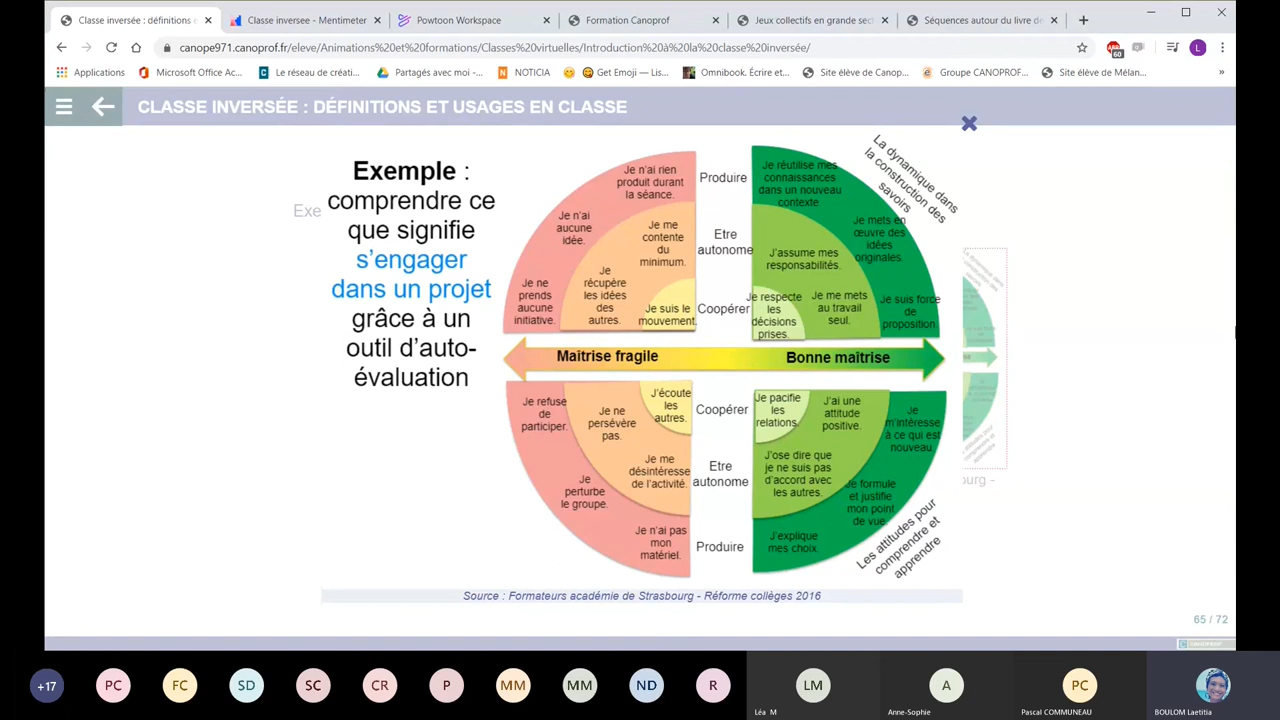 Classe inversée : définitions e
Classe inversee - Mentimeter
Powtoon Workspace
Formation Canoprof
Jeux collectifs en grande sect
Séquences autour du livre de
canope971.canoprof.fr/eleve/Animations%20et%20formations/Classes%20virtuelles/Introduction%20à%20la%20classe%20inversée/
ABP
60
L
Applications
Microsoft Office Ac...
Le réseau de créati...
Partagés avec moi -...
NOTICIA
Get Emoji — Lis...
Omnibook. Écrire et...
Site élève de Canop...
Groupe CANOPROF...
Site élève de Mélan...
»
CLASSE INVERSÉE : DÉFINITIONS ET USAGES EN CLASSE
Exe
Exemple :
comprendre ce
que signifie
s’engager
dans un projet
grâce à un
outil d’auto-
évaluation
Je n’ai rien
produit durant
la séance.
Je n’ai
aucune
idée.
Je ne
prends
aucune
initiative.
Je me
contente
du
minimum.
Je
récupère
les idées
des
autres.
Je suis le
mouvement.
Produire
Etre
autonome
Coopérer
Je réutilise mes
connaissances
dans un nouveau
contexte.
Je mets en
œuvre des
idées
originales.
Je suis force
de
proposition.
J’assume mes
responsabilités.
Je me mets
au travail
seul.
Je respecte
les
décisions
prises.
La dynamique dans
la construction des
savoirs
Maîtrise fragile
Bonne maîtrise
Je refuse
de
participer.
Je
perturbe
le groupe.
Je n’ai pas
mon
matériel.
Je ne
persévère
pas.
Je me
désintéresse
de l’activité.
J’écoute
les
autres.
Coopérer
Etre
autonome
Produire
Je pacifie
les
relations.
J’ai une
attitude
positive.
J’ose dire que
je ne suis pas
d’accord avec
les autres.
Je
m’intéresse
à ce qui est
nouveau.
Je formule
et justifie
mon point
de vue.
J’explique
mes choix.
Les attitudes pour
comprendre et
apprendre
ourg -
Source : Formateurs académie de Strasbourg - Réforme collèges 2016
65 / 72
CANOPROF
+17
PC
FC
SD
SC
CR
P
MM
MM
ND
R
LM
Léa M
A
Anne-Sophie
PC
Pascal COMMUNEAU
BOULOM Laetitia